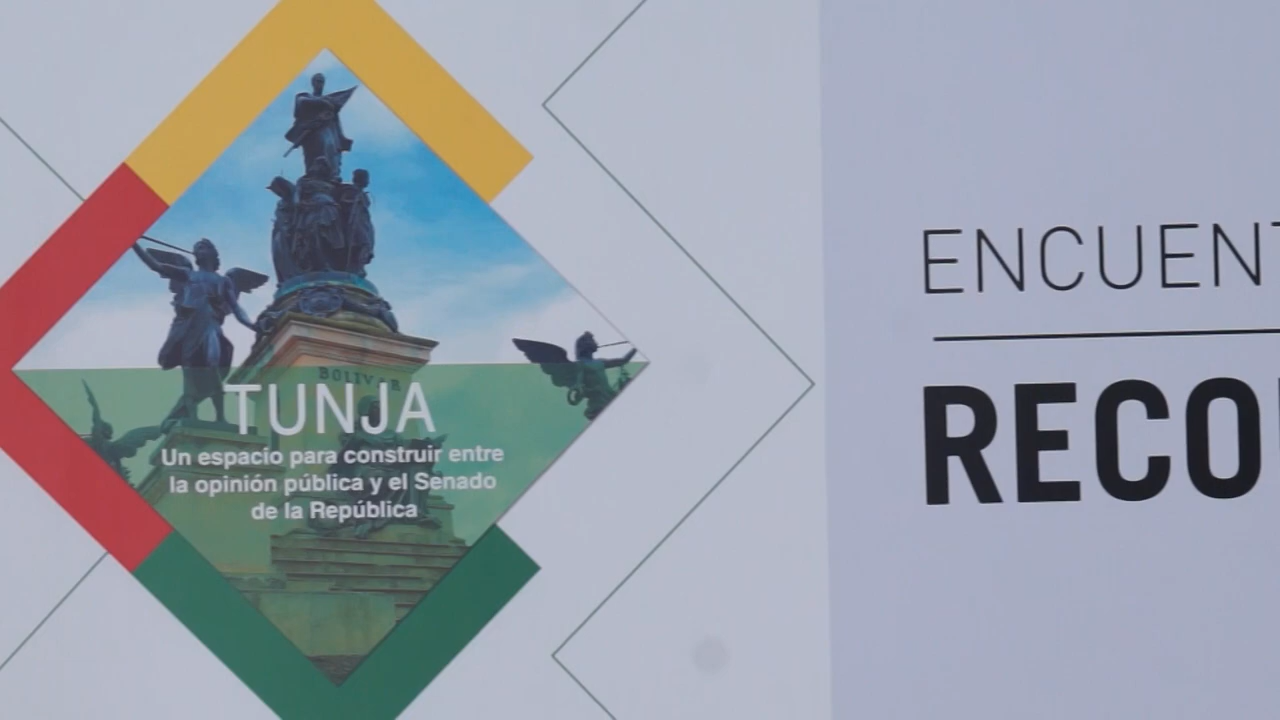 BOLIVAR
TUNJA
Un espacio para construir entre
la opinión pública y el Senado
de la República
ENCUENT
RECO